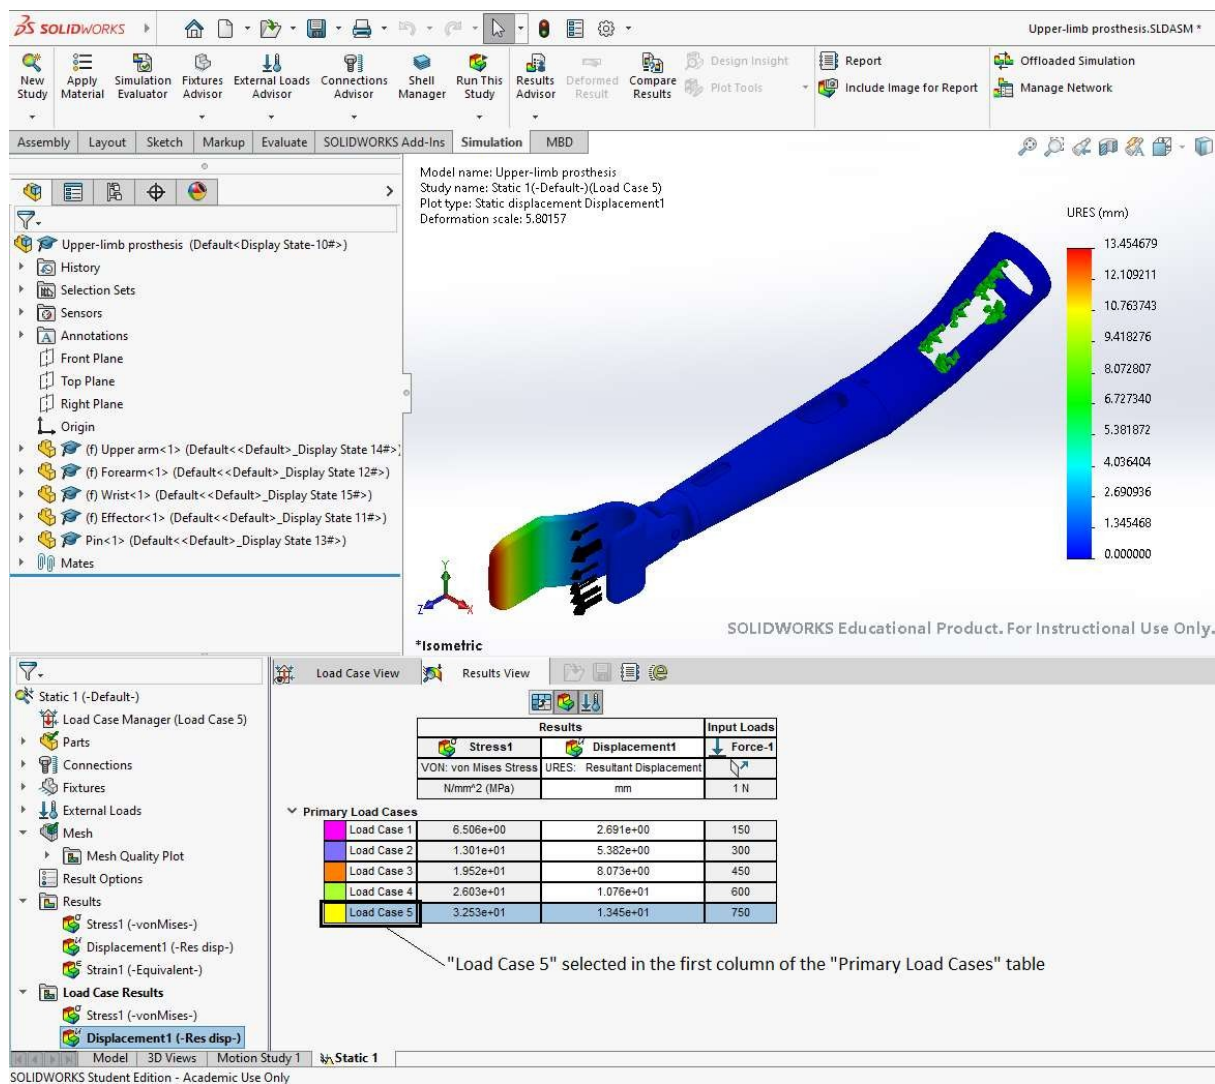 SOLIDWORKS
Upper-limb prosthesis.SLDASM *
New Study
Apply Material
Simulation Evaluator
Fixtures Advisor
External Loads Advisor
Connections Advisor
Shell Manager
Run This Study
Results Advisor
Deformed Result
Compare Results
Design Insight
Plot Tools
Report
Include Image for Report
Offloaded Simulation
Manage Network
Assembly Layout Sketch Markup Evaluate SOLIDWORKS Add-Ins Simulation MBD
Model name: Upper-limb prosthesis
Study name: Static 1(-Default-)(Load Case 5)
Plot type: Static displacement Displacement1
Deformation scale: 5.80157
URES (mm)
13.454679
12.109211
10.763743
9.418276
8.072807
6.727340
5.381872
4.036404
2.690936
1.345468
0.000000
Upper-limb prosthesis (Default<Display State-10#>)
History
Selection Sets
Sensors
Annotations
Front Plane
Top Plane
Right Plane
Origin
(f) Upper arm<1> (Default<<Default>_Display State 14#>)
(f) Forearm<1> (Default<<Default>_Display State 12#>)
(f) Wrist<1> (Default<<Default>_Display State 15#>)
(f) Effector<1> (Default<<Default>_Display State 11#>)
Pin<1> (Default<<Default>_Display State 13#>)
Mates
Y
Z
X
*Isometric
SOLIDWORKS Educational Product. For Instructional Use Only.
Static 1 (-Default-)
Load Case Manager (Load Case 5)
Parts
Connections
Fixtures
External Loads
Mesh
Mesh Quality Plot
Result Options
Results
Stress1 (-vonMises-)
Displacement1 (-Res disp-)
Strain1 (-Equivalent-)
Load Case Results
Stress1 (-vonMises-)
Displacement1 (-Res disp-)
Load Case View Results View
Results Input Loads
Stress1 Displacement1 Force-1
VON: von Mises Stress URES: Resultant Displacement
N/mm^2 (MPa) mm 1 N
Primary Load Cases
Load Case 1 6.506e+00 2.691e+00 150
Load Case 2 1.301e+01 5.382e+00 300
Load Case 3 1.952e+01 8.073e+00 450
Load Case 4 2.603e+01 1.076e+01 600
Load Case 5 3.253e+01 1.345e+01 750
"Load Case 5" selected in the first column of the "Primary Load Cases" table
Model 3D Views Motion Study 1 Static 1
SOLIDWORKS Student Edition - Academic Use Only